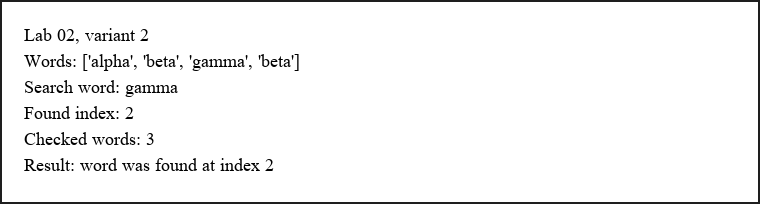 Lab 02, variant 2
Words: ['alpha', 'beta', 'gamma', 'beta']
Search word: gamma
Found index: 2
Checked words: 3
Result: word was found at index 2